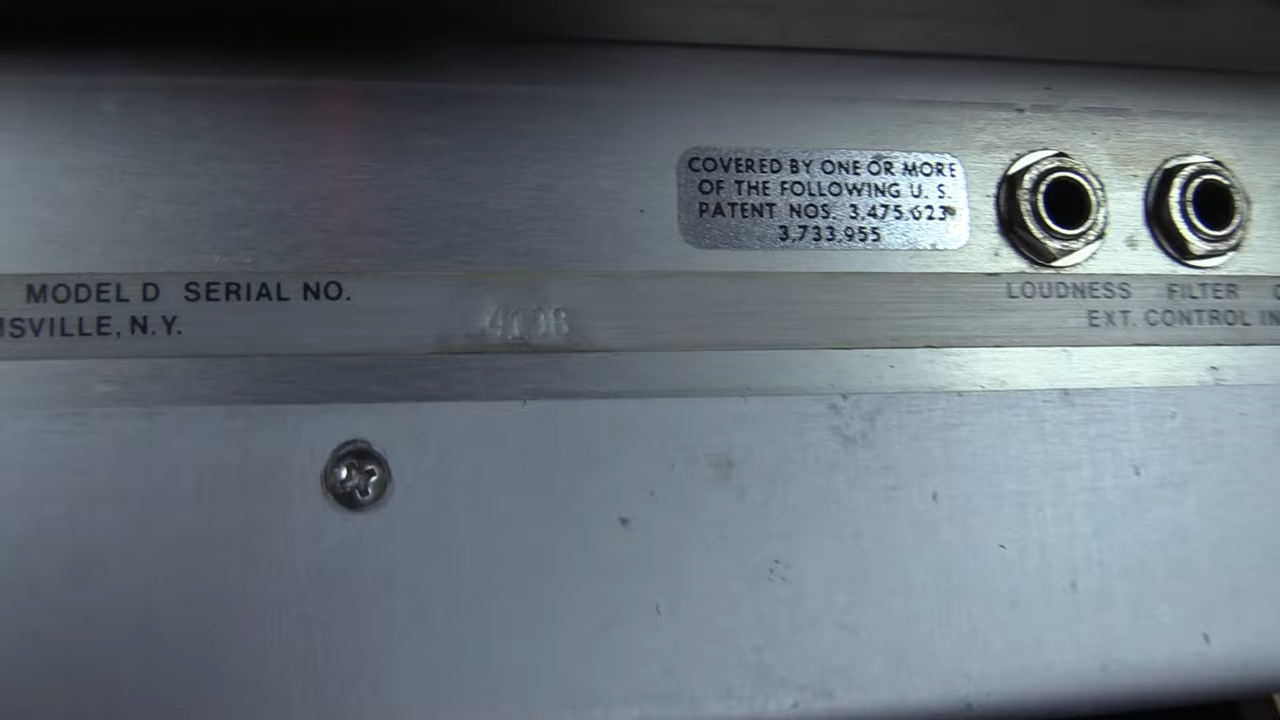 COVERED BY ONE OR MORE
OF THE FOLLOWING U. S.
PATENT NOS. 3,475,623
3,733,955
MODEL D SERIAL NO.
ISVILLE, N.Y.
LOUDNESS FILTER
EXT. CONTROL IN